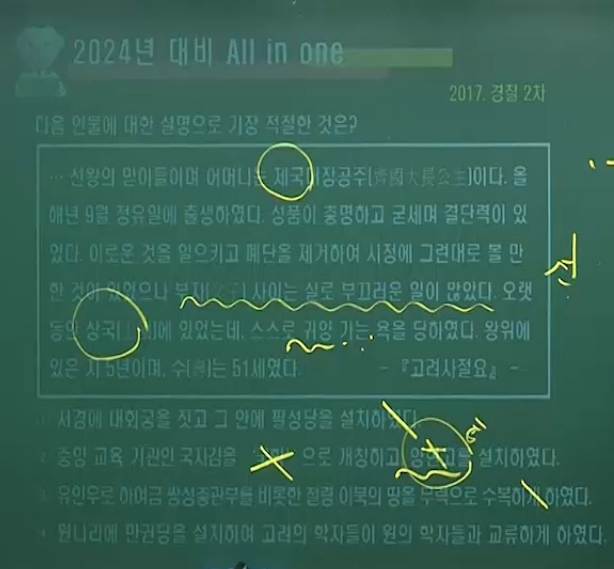 2024년 대비 All in one
2017. 경찰 2차
다음 인물에 대한 설명으로 가장 적절한 것은?
… 선왕의 맏아들이며 어머니는 제국대장공주(齊國大長公主)이다. 을
해년 9월 정유일에 출생하였다. 성품이 총명하고 굳세며 결단력이 있
었다. 이로운 것을 일으키고 폐단을 제거하여 시정에 그런대로 볼 만
한 것이 있었으나 부자 사이는 실로 부끄러운 일이 많았다. 오랫
동안 상국 에 있었는데, 스스로 귀양 가는 욕을 당하였다. 왕위에
있은 지 5년이며, 수(壽)는 51세였다. - 『고려사절요』 -
서경에 대화궁을 짓고 그 안에 팔성당을 설치하였다
2 중앙 교육 기관인 국자감을 으로 개칭하고 설치하였다.
3 유인우로 하여금 쌍성총관부를 비롯한 철령 이북의 땅을 무력으로 수복하게 하였다.
4 원나라에 만권당을 설치하여 고려의 학자들이 원의 학자들과 교류하게 하였다.